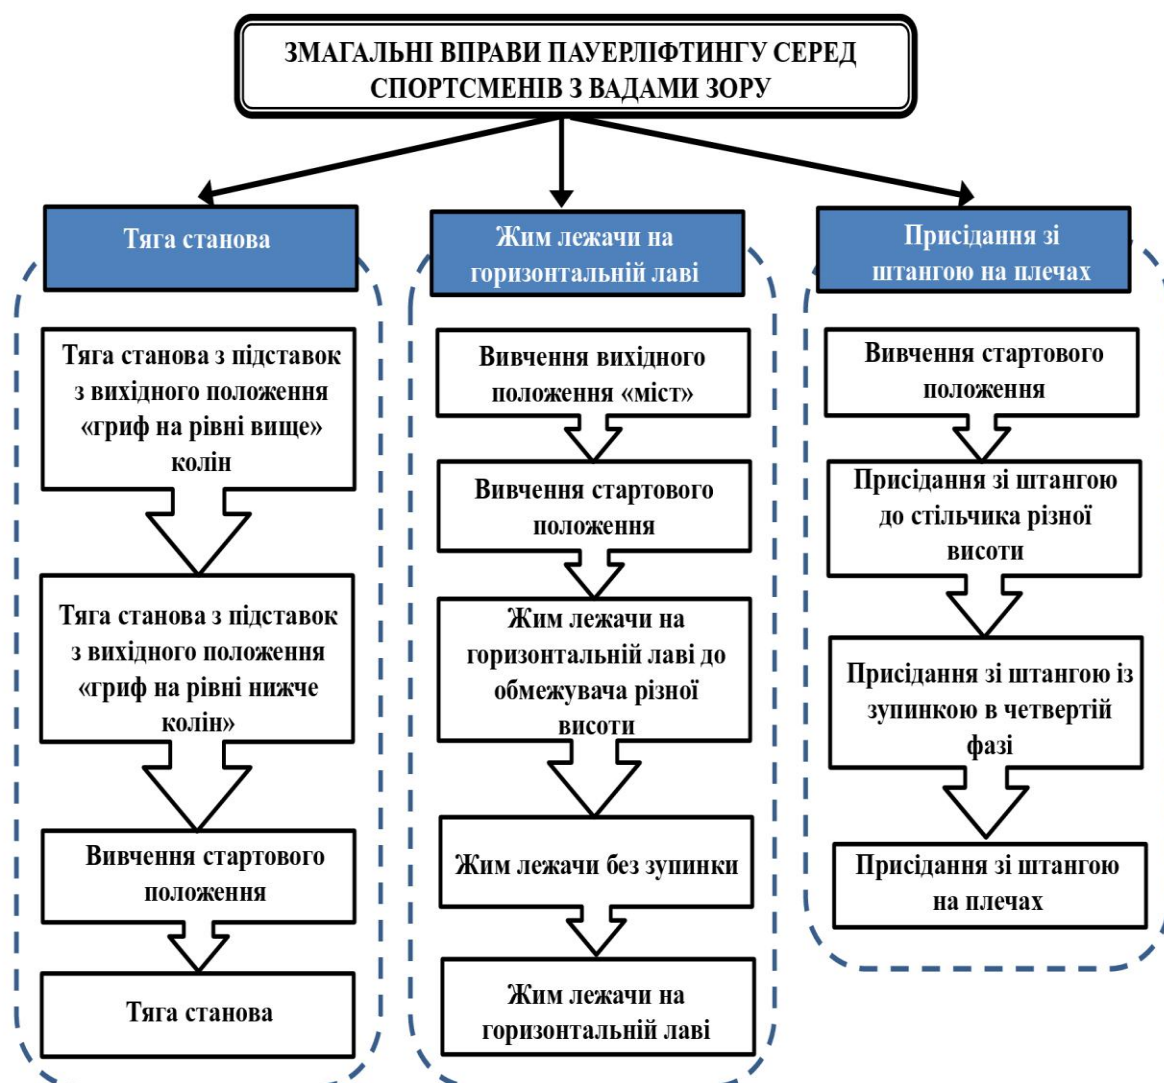 ЗМАГАЛЬНІ ВПРАВИ ПАУЕРЛІФТИНГУ СЕРЕД
СПОРТСМЕНІВ З ВАДАМИ ЗОРУ
Тяга станова
Тяга станова з підставок
з вихідного положення
«гриф на рівні вище»
колін
Тяга станова з підставок
з вихідного положення
«гриф на рівні нижче
колін»
Вивчення стартового
положення
Тяга станова
Жим лежачи на
горизонтальній лаві
Вивчення вихідного
положення «міст»
Вивчення стартового
положення
Жим лежачи на
горизонтальній лаві до
обмежувача різної
висоти
Жим лежачи без зупинки
Жим лежачи на
горизонтальній лаві
Присідання зі
штангою на плечах
Вивчення стартового
положення
Присідання зі штангою
до стільчика різної
висоти
Присідання зі штангою із
зупинкою в четвертій
фазі
Присідання зі штангою
на плечах